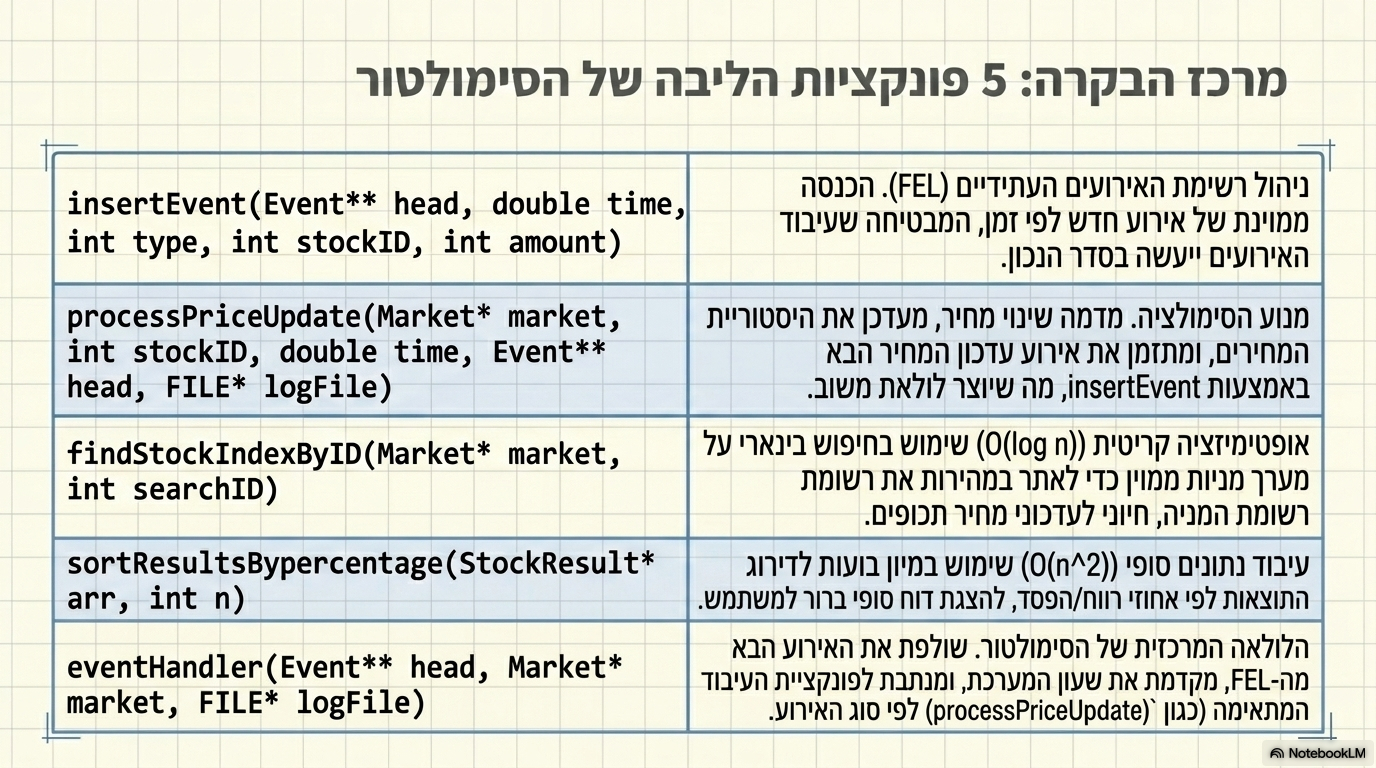 מרכז הבקרה: 5 פונקציות הליבה של הסימולטור
ניהול רשימת האירועים העתידיים (FEL). הכנסה
ממוינת של אירוע חדש לפי זמן, המבטיחה שעיבוד
האירועים ייעשה בסדר הנכון.
insertEvent(Event** head, double time,
int type, int stockID, int amount)
מנוע הסימולציה. מדמה שינוי מחיר, מעדכן את היסטוריית
המחירים, ומתזמן את אירוע עדכון המחיר הבא
באמצעות insertEvent, מה שיוצר לולאת משוב.
processPriceUpdate(Market* market,
int stockID, double time, Event**
head, FILE* logFile)
אופטימיזציה קריטית (O(log n)) שימוש בחיפוש בינארי על
מערך מניות ממוין כדי לאתר במהירות את רשומת
רשומת המניה, חיוני לעדכוני מחיר תכופים.
findStockIndexByID(Market* market,
int searchID)
עיבוד נתונים סופי (O(n^2)) שימוש במיון בועות לדירוג
התוצאות לפי אחוזי רווח/הפסד, להצגת דוח סופי ברור למשתמש.
sortResultsBypercentage(StockResult*
arr, int n)
הלולאה המרכזית של הסימולטור. שולפת את האירוע הבא
מה-FEL, מקדמת את שעון המערכת, ומנתבת לפונקציית העיבוד
המתאימה (כגון `processPriceUpdate) לפי סוג האירוע.
eventHandler(Event** head, Market*
market, FILE* logFile)
NotebookLM